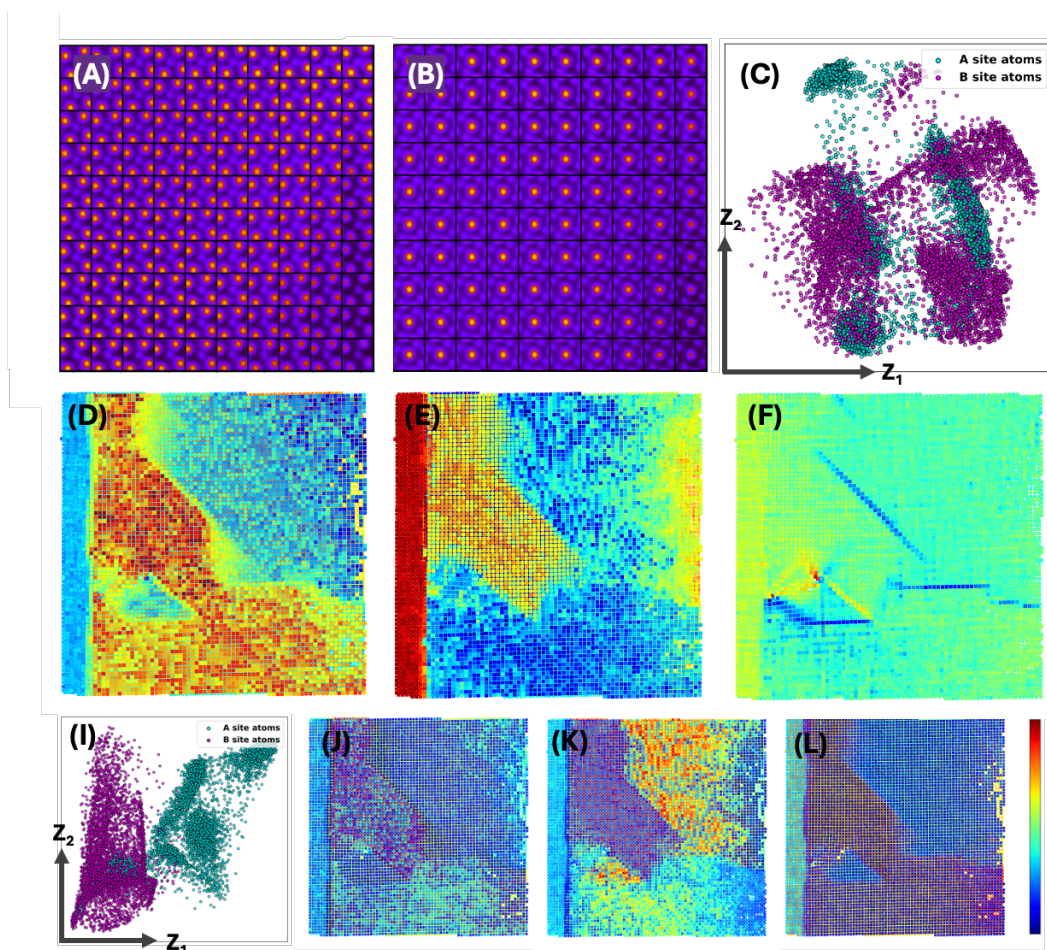 (A)
(B)
(C)
A site atoms
B site atoms
Z2
Z1
(D)
(E)
(F)
(I)
A site atoms
B site atoms
Z2
Z1
(J)
(K)
(L)